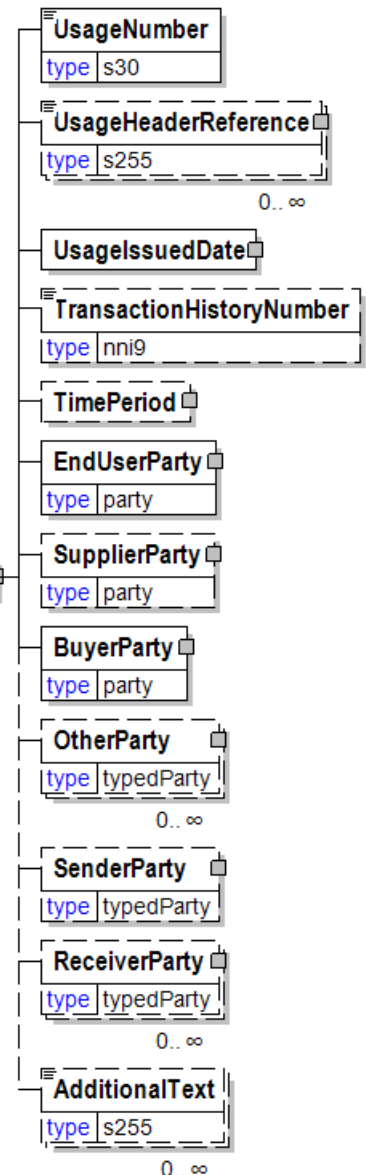 UsageNumber
type s30
UsageHeaderReference
type s255
0.. ∞
UsageIssuedDate
TransactionHistoryNumber
type nni9
TimePeriod
EndUserParty
type party
SupplierParty
type party
BuyerParty
type party
OtherParty
type typedParty
0.. ∞
SenderParty
type typedParty
ReceiverParty
type typedParty
0.. ∞
AdditionalText
type s255
0.. ∞